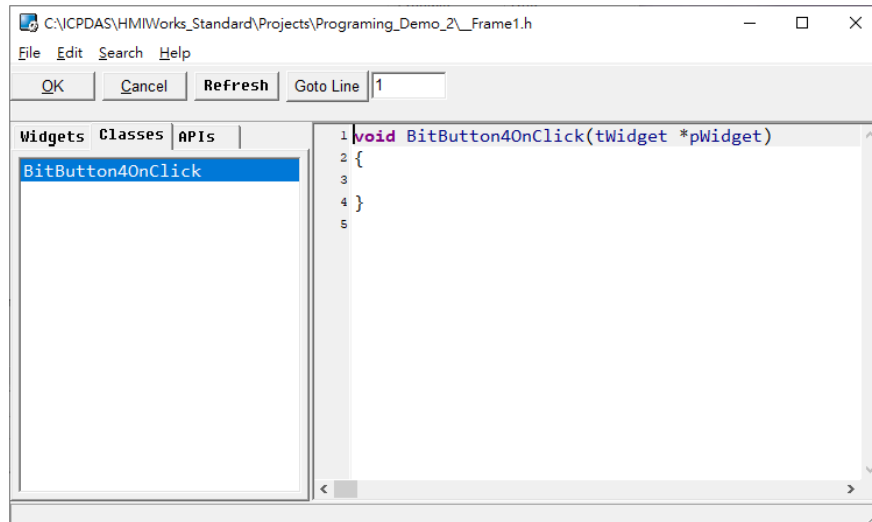 C:\ICPDAS\HMIWorks_Standard\Projects\Programing_Demo_2\__Frame1.h
File Edit Search Help
OK Cancel Refresh Goto Line 1
Widgets Classes APIs
BitButton4OnClick
1 void BitButton4OnClick(tWidget *pWidget)
2 {
3
4 }
5